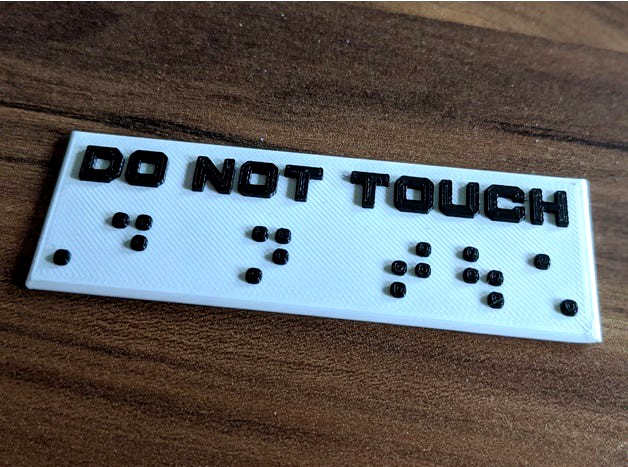 DO NOT TOUCH
⠠⠙ ⠝ ⠞⠳⠡